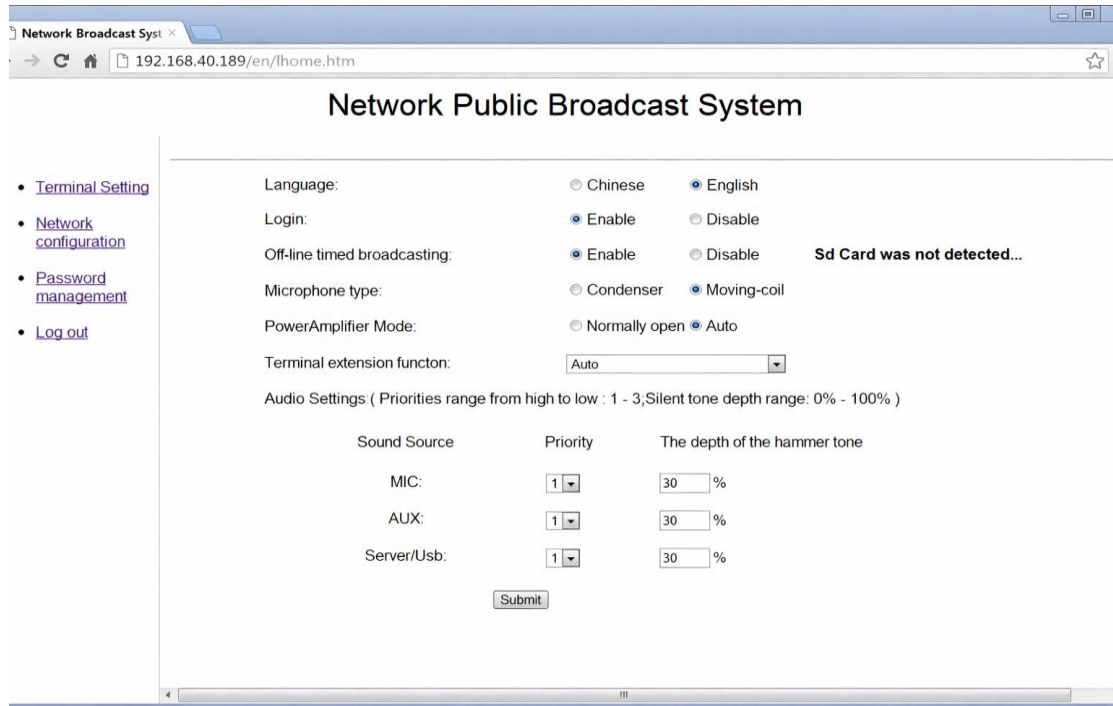 Network Broadcast Syst
192.168.40.189/en/lhome.htm
Network Public Broadcast System
Terminal Setting
Network
configuration
Password
management
Log out
Language: Chinese English
Login: Enable Disable
Off-line timed broadcasting: Enable Disable Sd Card was not detected...
Microphone type: Condenser Moving-coil
PowerAmplifier Mode: Normally open Auto
Terminal extension functon: Auto
Audio Settings:( Priorities range from high to low : 1 - 3;Silent tone depth range: 0% - 100% )
Sound Source Priority The depth of the hammer tone
MIC: 1 30 %
AUX: 1 30 %
Server/Usb: 1 30 %
Submit